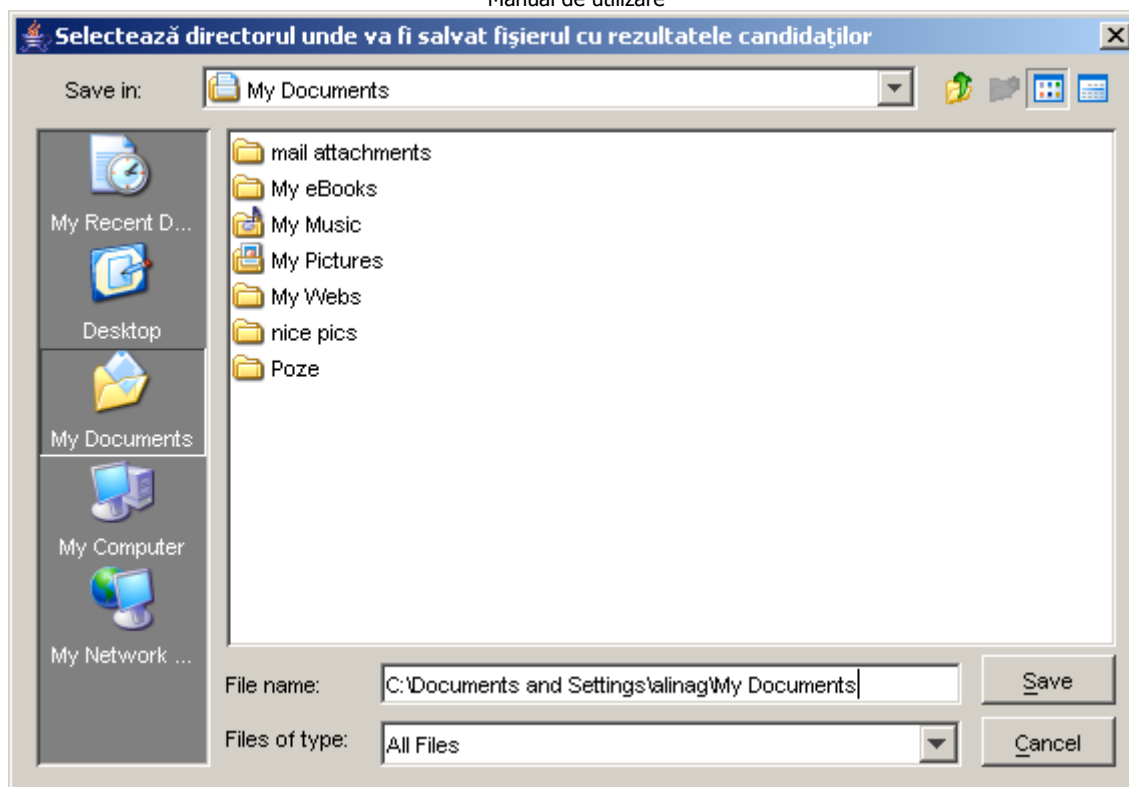 Manual de utilizare
Selectează directorul unde va fi salvat fişierul cu rezultatele candidaţilor
Save in:
My Documents
My Recent D...
Desktop
My Documents
My Computer
My Network ...
mail attachments
My eBooks
My Music
My Pictures
My Webs
nice pics
Poze
File name:
C:\Documents and Settings\alinag\My Documents
Save
Files of type:
All Files
Cancel